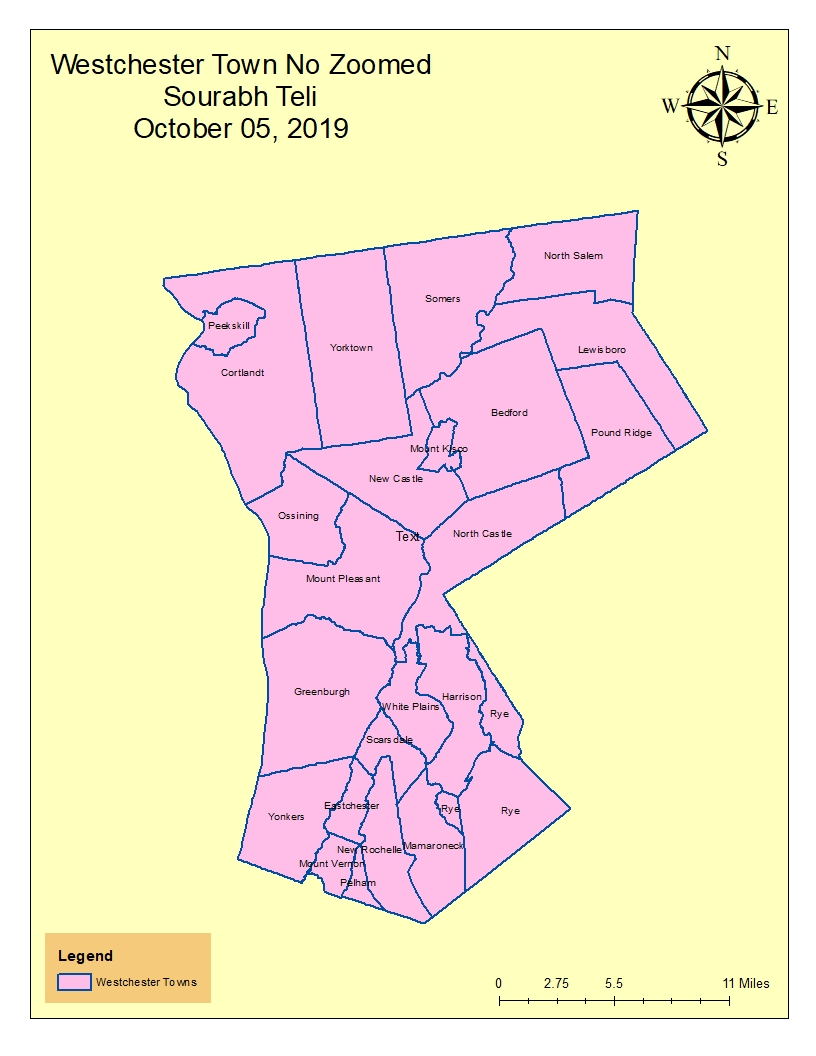 Westchester Town No Zoomed
Sourabh Teli
October 05, 2019
N
W E
S
North Salem
Somers
Peekskill
Yorktown
Lewisboro
Cortlandt
Bedford
Pound Ridge
Mount Kisco
New Castle
Ossining
North Castle
Text
Mount Pleasant
Greenburgh
Harrison
White Plains
Rye
Scarsdale
Eastchester
Rye
Rye
Yonkers
Mamaroneck
New Rochelle
Mount Vernon
Pelham
Legend
Westchester Towns
0 2.75 5.5 11 Miles